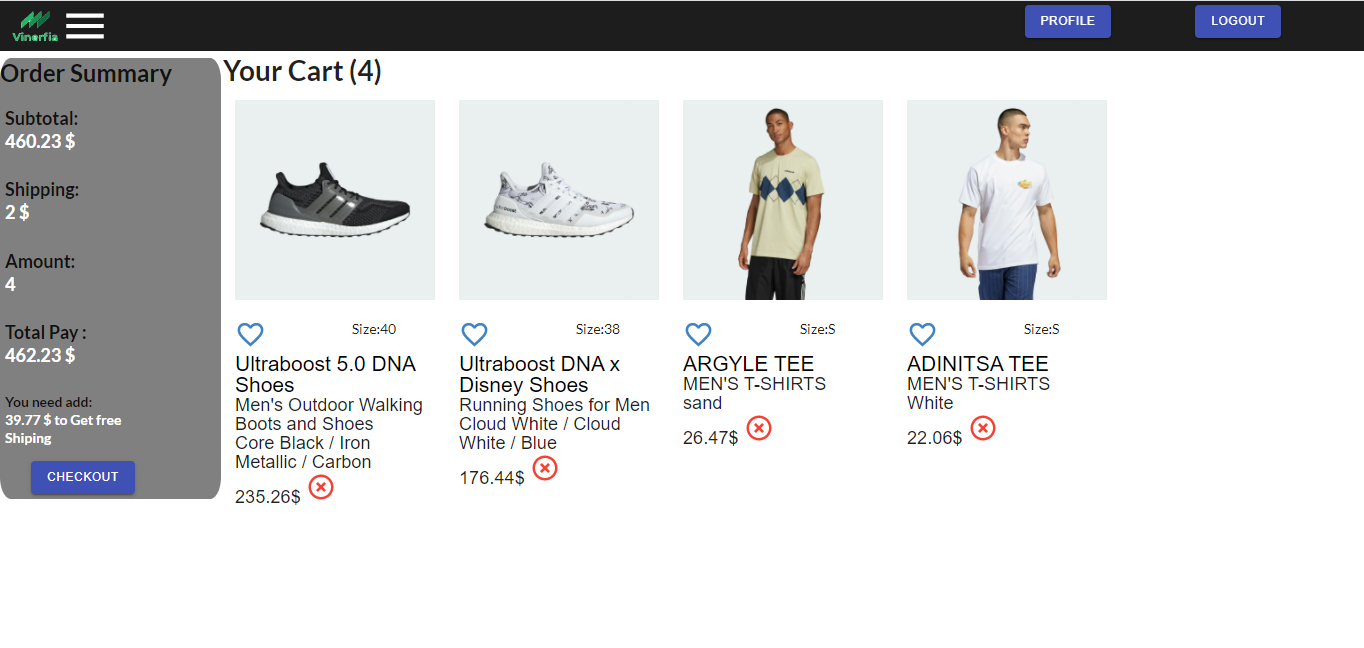 Vinorfia
PROFILE
LOGOUT
Order Summary
Subtotal:
460.23 $
Shipping:
2 $
Amount:
4
Total Pay :
462.23 $
You need add:
39.77 $ to Get free
Shiping
CHECKOUT
Your Cart (4)
Size:40
Ultraboost 5.0 DNA
Shoes
Men's Outdoor Walking
Boots and Shoes
Core Black / Iron
Metallic / Carbon
235.26$
Size:38
Ultraboost DNA x
Disney Shoes
Running Shoes for Men
Cloud White / Cloud
White / Blue
176.44$
Size:S
ARGYLE TEE
MEN'S T-SHIRTS
sand
26.47$
Size:S
ADINITSA TEE
MEN'S T-SHIRTS
White
22.06$